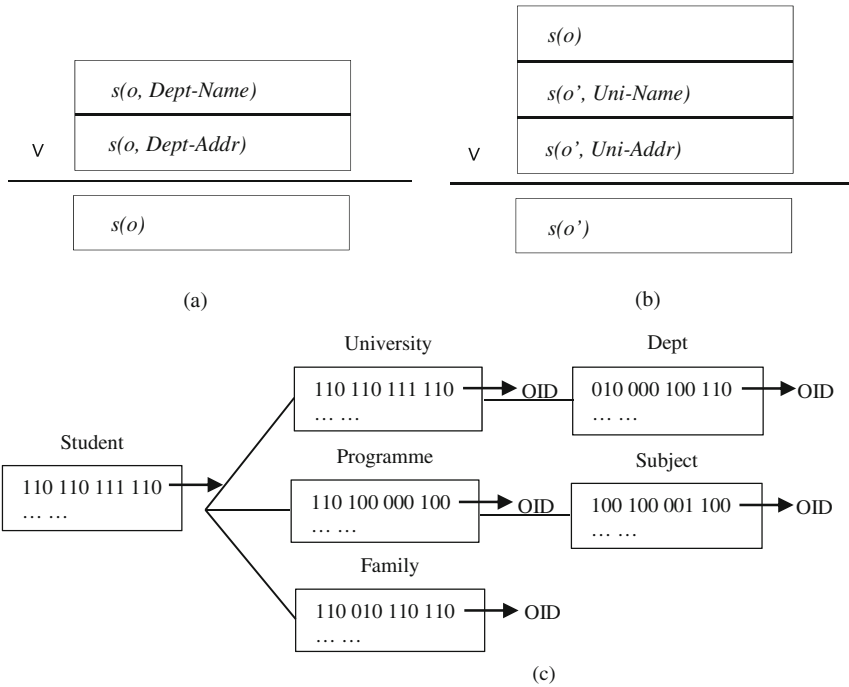 s(o, Dept-Name)
∨ s(o, Dept-Addr)
s(o)
(a)
s(o)
s(o', Uni-Name)
∨ s(o', Uni-Addr)
s(o')
(b)
University Dept
110 110 111 110 OID 010 000 100 110 OID
... ... ... ...
Student
110 110 111 110
... ...
Programme Subject
110 100 000 100 OID 100 100 001 100 OID
... ... ... ...
Family
110 010 110 110 OID
... ...
(c)